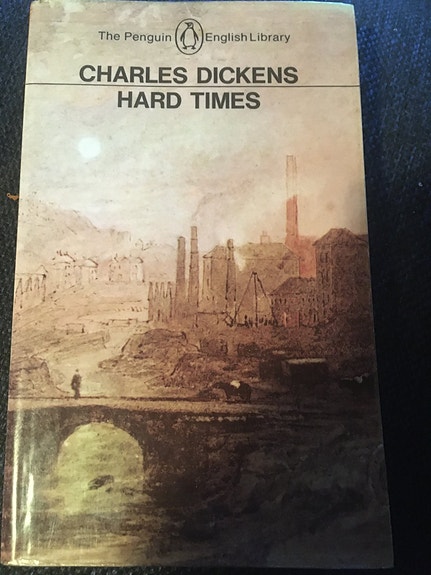 The Penguin English Library
CHARLES DICKENS
HARD TIMES